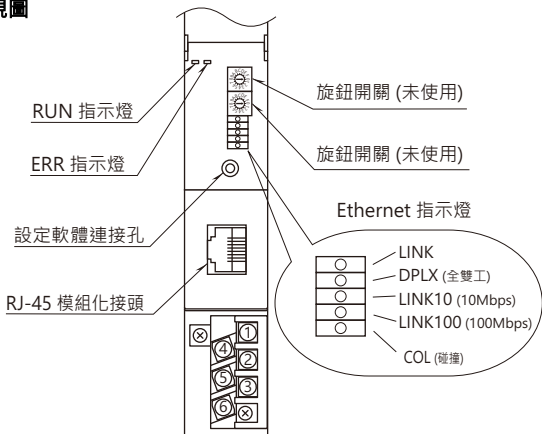 視圖
RUN 指示燈
ERR 指示燈
設定軟體連接孔
RJ-45 模組化接頭
旋鈕開關 (未使用)
旋鈕開關 (未使用)
Ethernet 指示燈
LINK
DPLX (全雙工)
LINK10 (10Mbps)
LINK100 (100Mbps)
COL (碰撞)
1
4
2
5
3
6